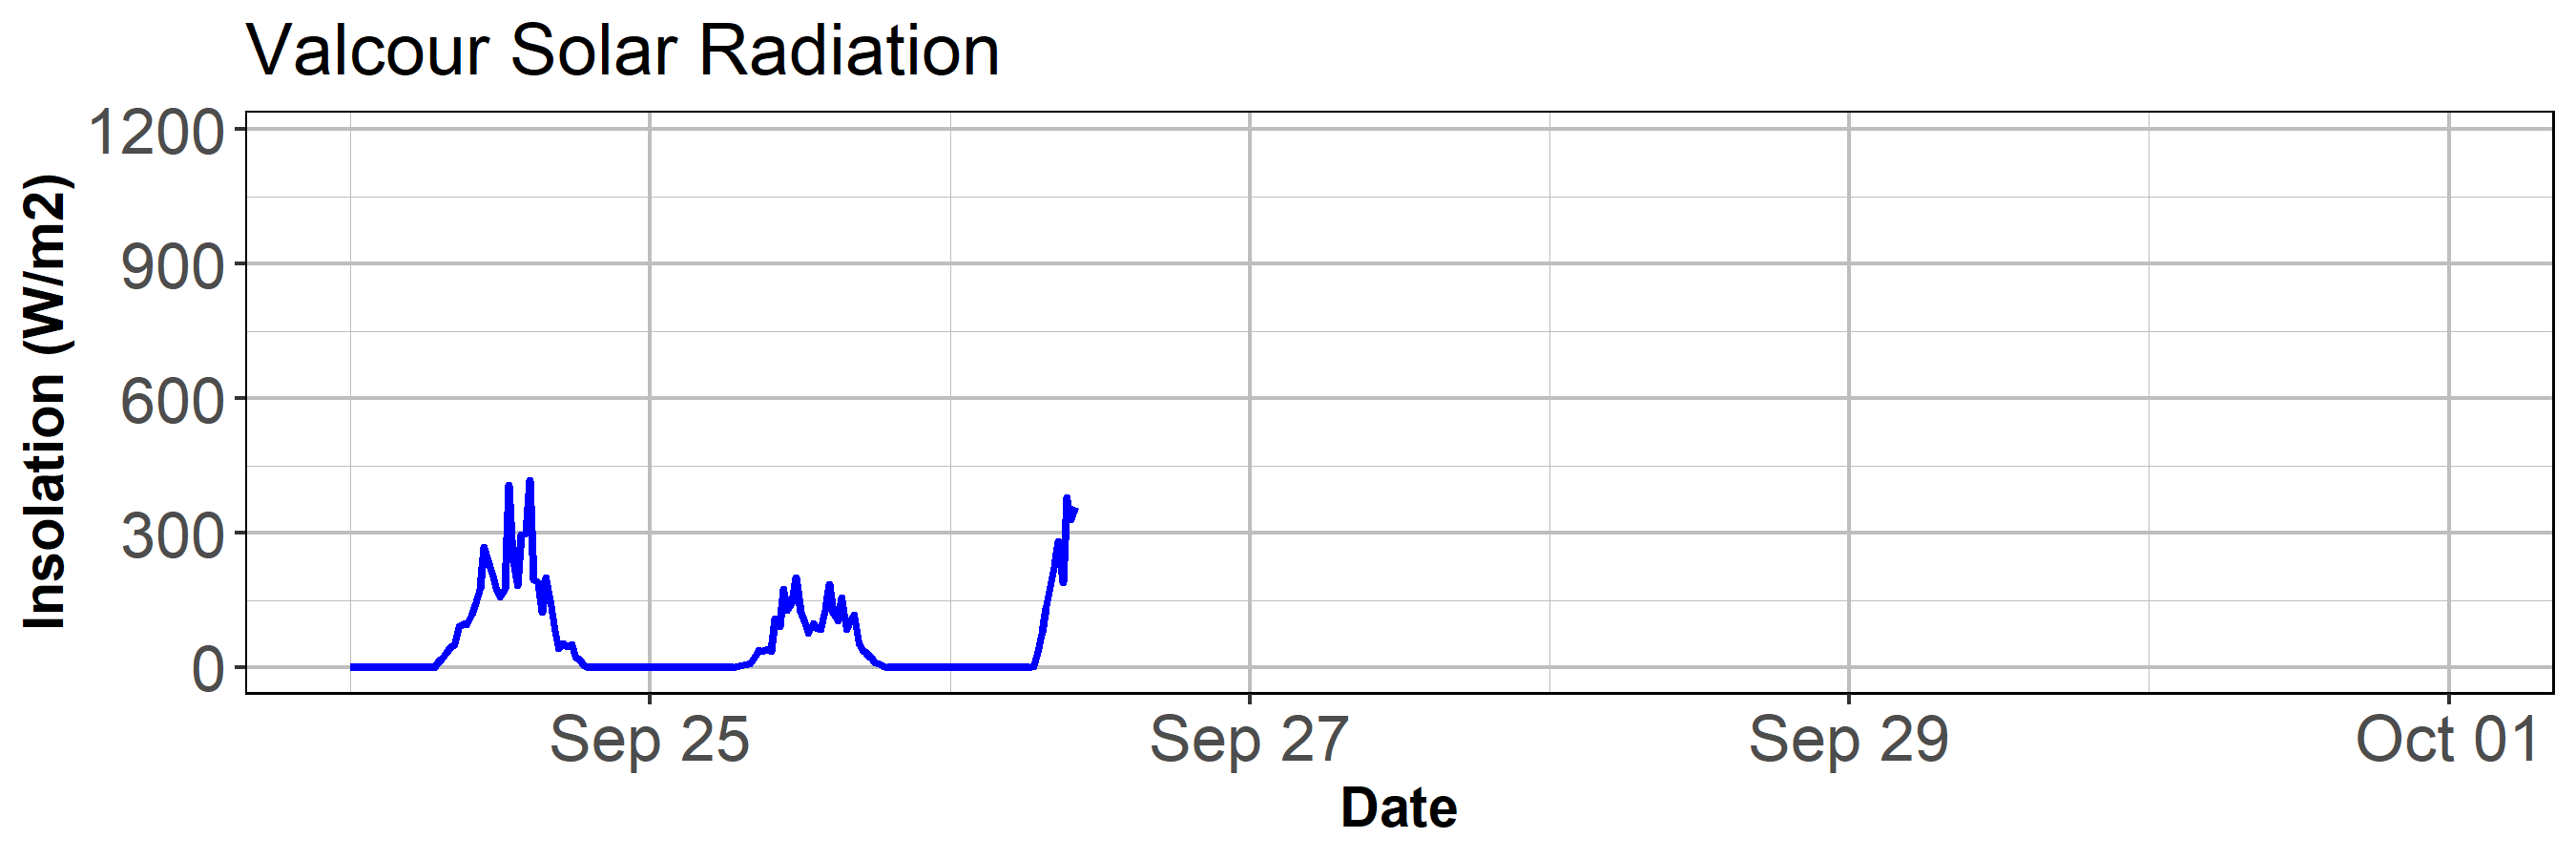 Valcour Solar Radiation
1200
900
600
300
0
Insolation (W/m2)
Sep 25
Sep 27
Sep 29
Oct 01
Date